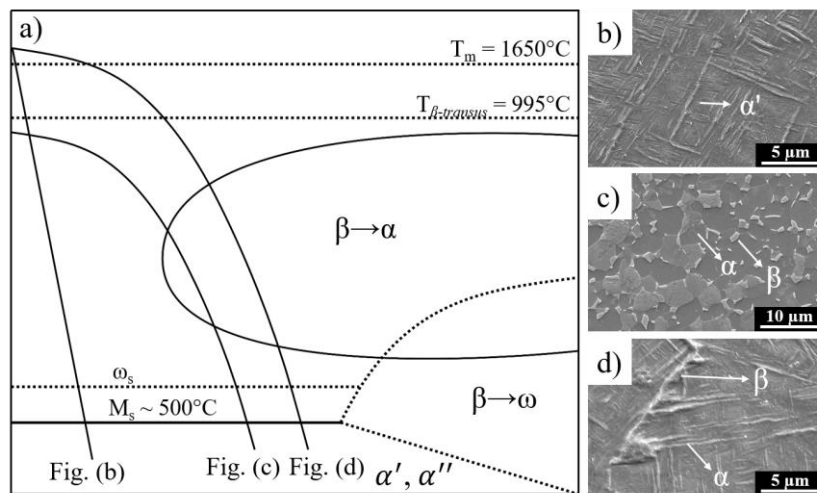 a)
T_m = 1650°C
T_β-transus = 995°C
β→α
ω_s
M_s ~ 500°C
β→ω
Fig. (b)
Fig. (c)
Fig. (d)
α′, α′′
b)
α'
5 µm
c)
α
β
10 µm
d)
β
α
5 µm